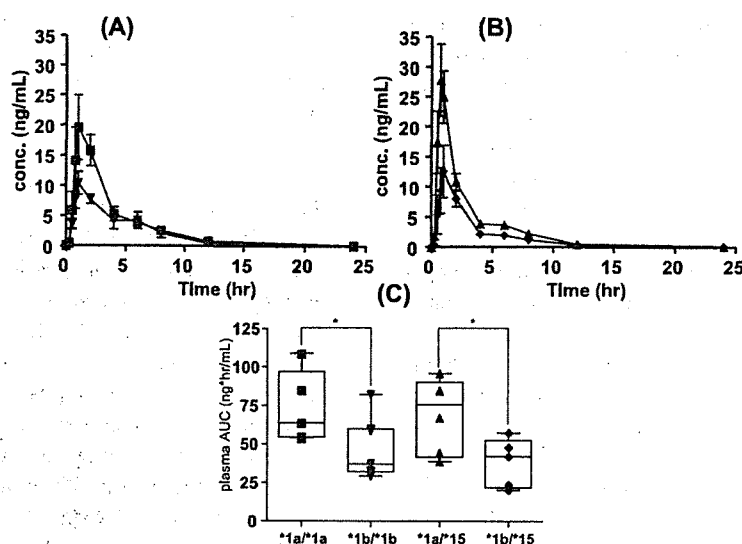 (A)
conc. (ng/mL)
35
30
25
20
15
10
5
0
0 5 10 15 20 25
Time (hr)
(B)
conc. (ng/mL)
35
30
25
20
15
10
5
0
0 5 10 15 20 25
Time (hr)
(C)
plasma AUC (ng*hr/mL)
125
100
75
50
25
0
* *
*1a/*1a *1b/*1b *1a/*15 *1b/*15